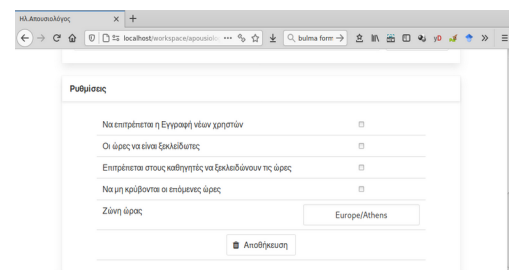 Ηλ.Απουσιολόγος
localhost/workspace/apousiolo
bulma form
Ρυθμίσεις
Να επιτρέπεται η Εγγραφή νέων χρηστών
Οι ώρες να είναι ξεκλείδωτες
Επιτρέπεται στους καθηγητές να ξεκλειδώνουν τις ώρες
Να μη κρύβονται οι επόμενες ώρες
Ζώνη ώρας
Europe/Athens
Αποθήκευση